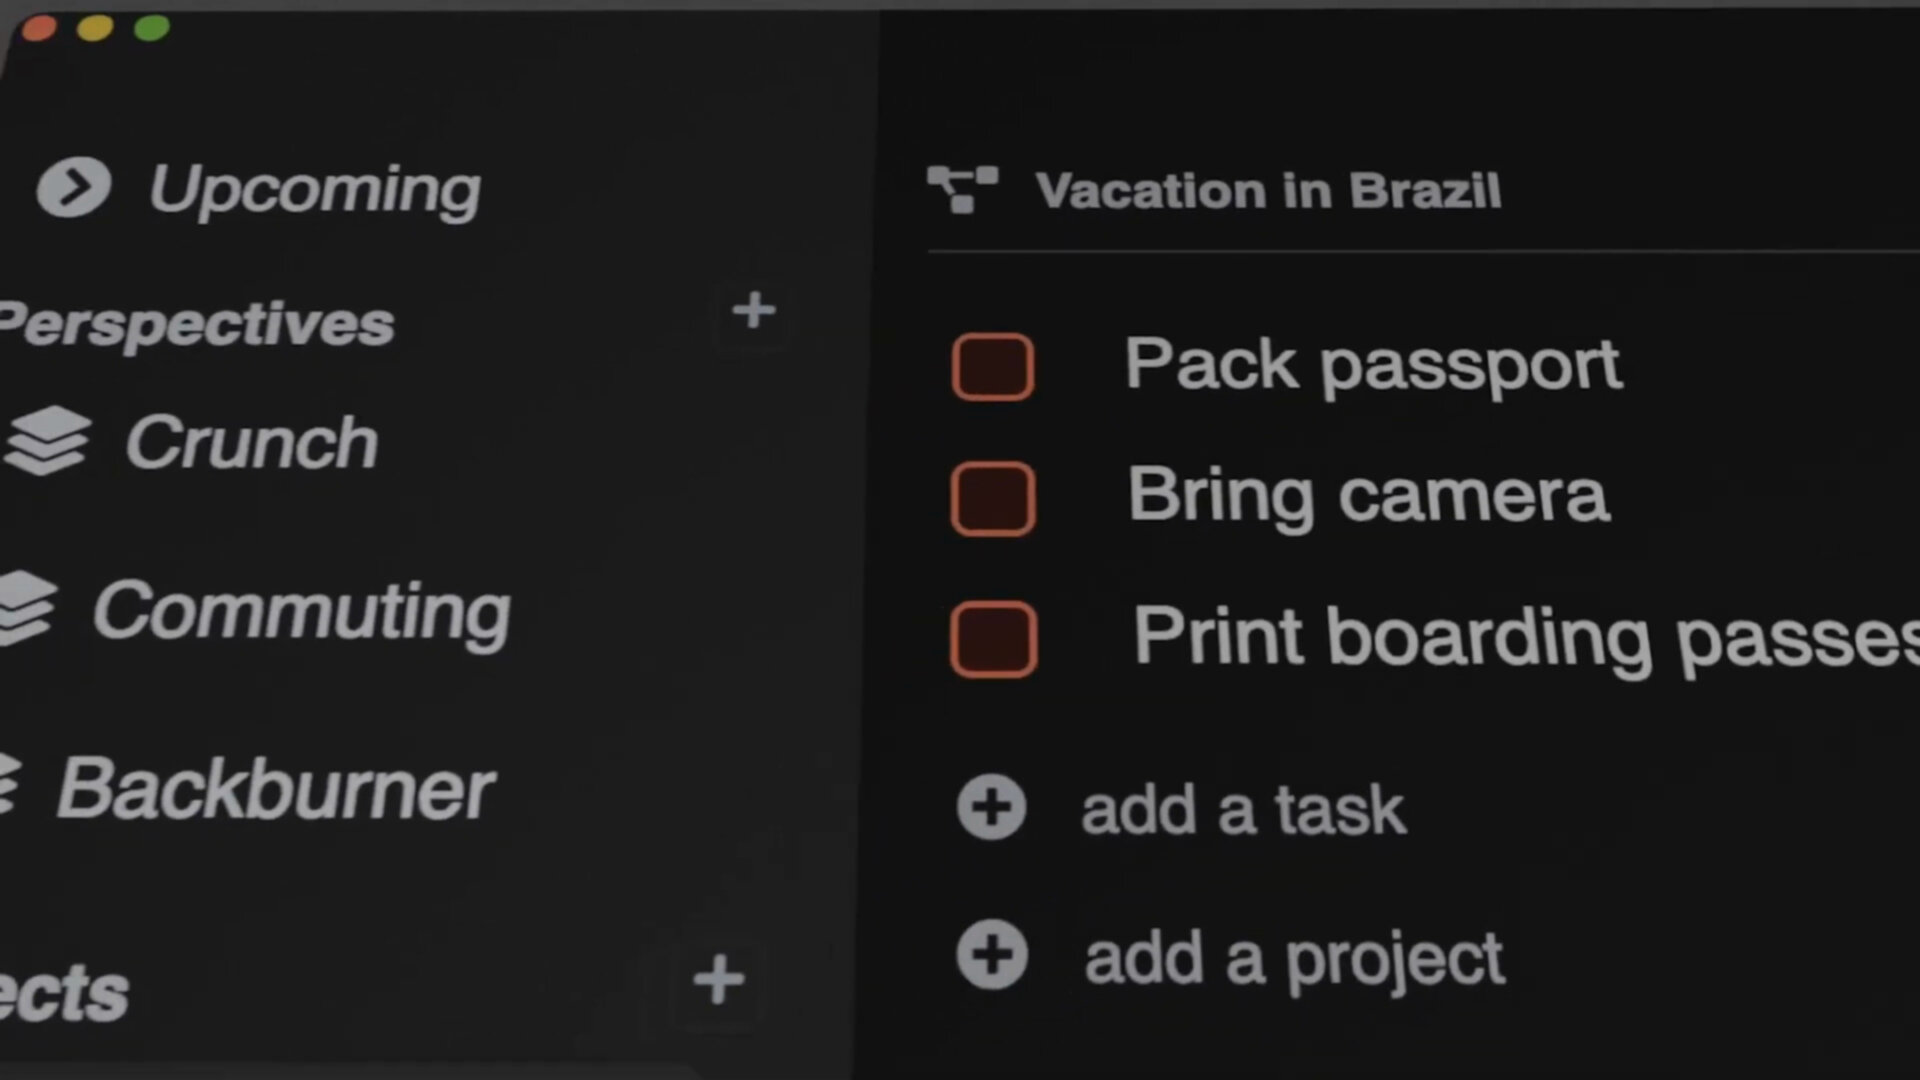 Upcoming
Perspectives
Crunch
Commuting
Backburner
ects
Vacation in Brazil
Pack passport
Bring camera
Print boarding passes
add a task
add a project